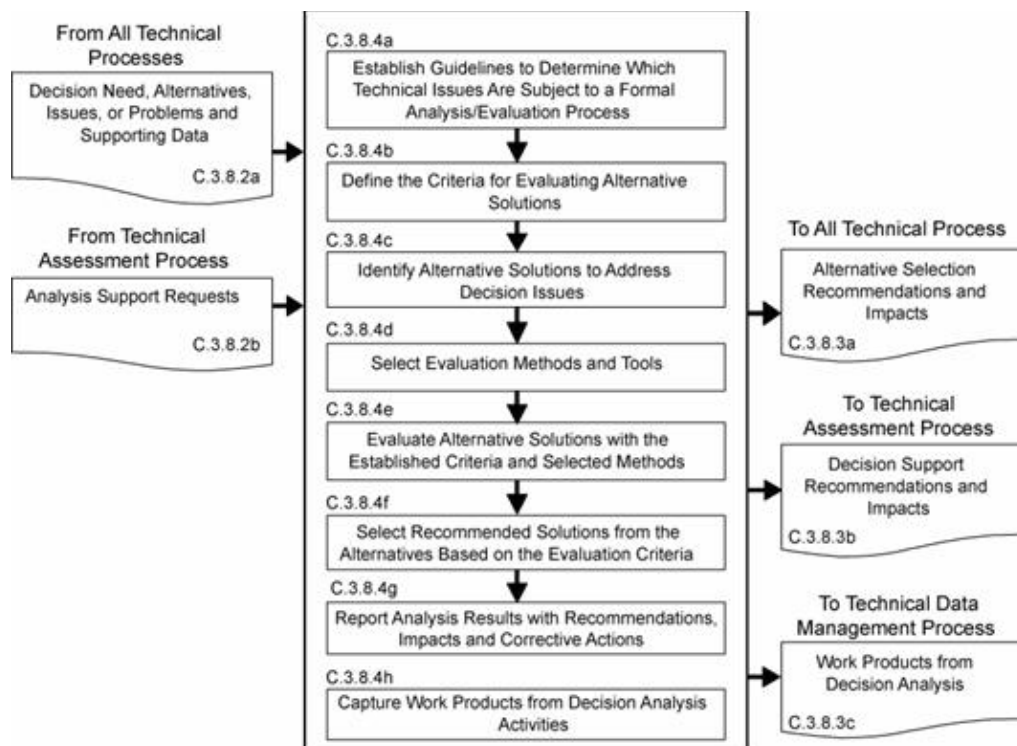 From All Technical
Processes
Decision Need, Alternatives,
Issues, or Problems and
Supporting Data
C.3.8.2a
From Technical
Assessment Process
Analysis Support Requests
C.3.8.2b
C.3.8.4a
Establish Guidelines to Determine Which
Technical Issues Are Subject to a Formal
Analysis/Evaluation Process
C.3.8.4b
Define the Criteria for Evaluating Alternative
Solutions
C.3.8.4c
Identify Alternative Solutions to Address
Decision Issues
C.3.8.4d
Select Evaluation Methods and Tools
C.3.8.4e
Evaluate Alternative Solutions with the
Established Criteria and Selected Methods
C.3.8.4f
Select Recommended Solutions from the
Alternatives Based on the Evaluation Criteria
C.3.8.4g
Report Analysis Results with Recommendations,
Impacts and Corrective Actions
C.3.8.4h
Capture Work Products from Decision Analysis
Activities
To All Technical Process
Alternative Selection
Recommendations and
Impacts
C.3.8.3a
To Technical
Assessment Process
Decision Support
Recommendations and
Impacts
C.3.8.3b
To Technical Data
Management Process
Work Products from
Decision Analysis
C.3.8.3c